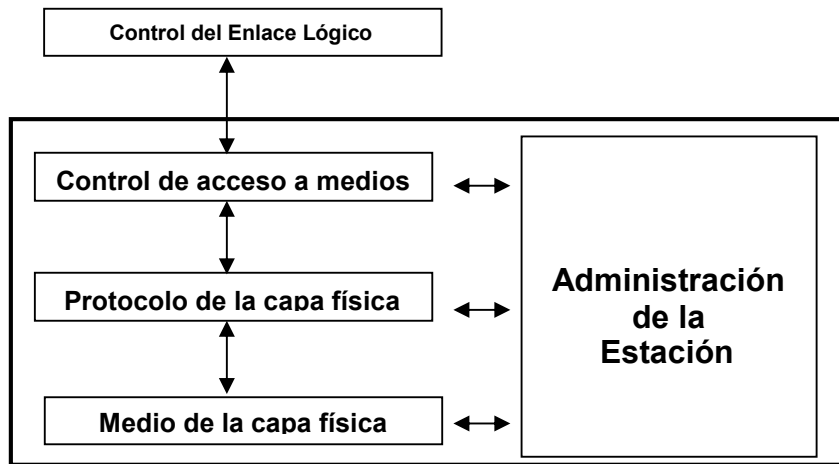 Control del Enlace Lógico
Control de acceso a medios
Protocolo de la capa física
Medio de la capa física
Administración
de la
Estación